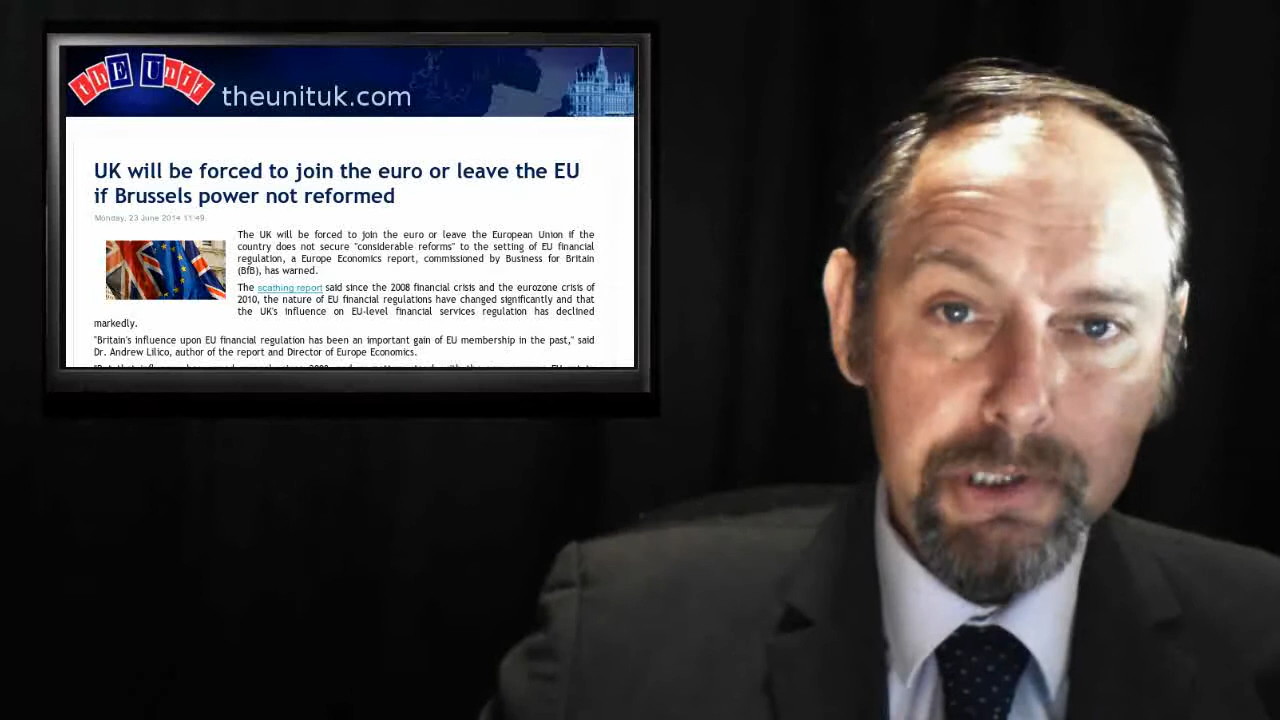 thE Unit
theunituk.com
UK will be forced to join the euro or leave the EU
if Brussels power not reformed
Monday, 23 June 2014 11:49
The UK will be forced to join the euro or leave the European Union if the
country does not secure "considerable reforms" to the setting of EU financial
regulation, a Europe Economics report, commissioned by Business for Britain
(BfB), has warned.
The scathing report said since the 2008 financial crisis and the eurozone crisis of
2010, the nature of EU financial regulations have changed significantly and that
the UK's influence on EU-level financial services regulation has declined
markedly.
"Britain's influence upon EU financial regulation has been an important gain of EU membership in the past," said
Dr. Andrew Lilico, author of the report and Director of Europe Economics.